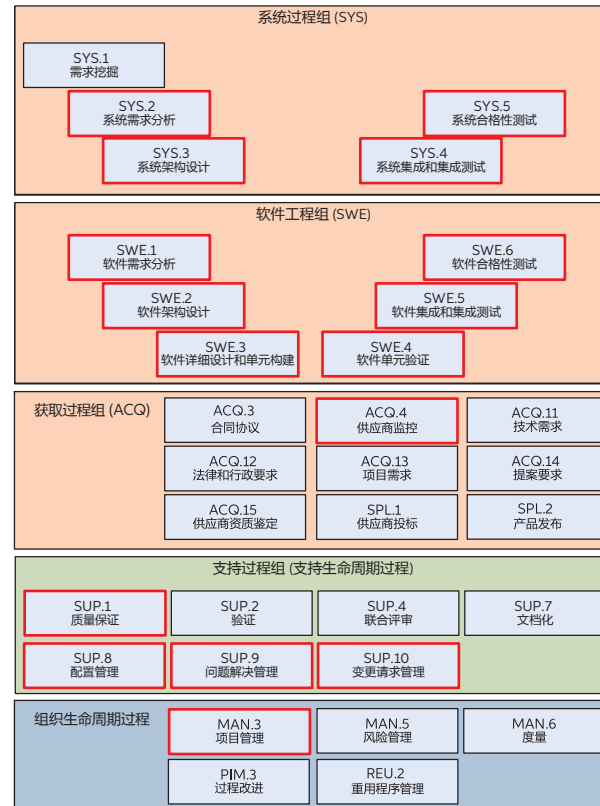 系统过程组 (SYS)
SYS.1
需求挖掘
SYS.2
系统需求分析
SYS.5
系统合格性测试
SYS.3
系统架构设计
SYS.4
系统集成和集成测试
软件工程组 (SWE)
SWE.1
软件需求分析
SWE.6
软件合格性测试
SWE.2
软件架构设计
SWE.5
软件集成和集成测试
SWE.3
软件详细设计和单元构建
SWE.4
软件单元验证
获取过程组 (ACQ)
ACQ.3
合同协议
ACQ.4
供应商监控
ACQ.11
技术需求
ACQ.12
法律和行政要求
ACQ.13
项目需求
ACQ.14
提案要求
ACQ.15
供应商资质鉴定
SPL.1
供应商投标
SPL.2
产品发布
支持过程组 (支持生命周期过程)
SUP.1
质量保证
SUP.2
验证
SUP.4
联合评审
SUP.7
文档化
SUP.8
配置管理
SUP.9
问题解决管理
SUP.10
变更请求管理
组织生命周期过程
MAN.3
项目管理
MAN.5
风险管理
MAN.6
度量
PIM.3
过程改进
REU.2
重用程序管理